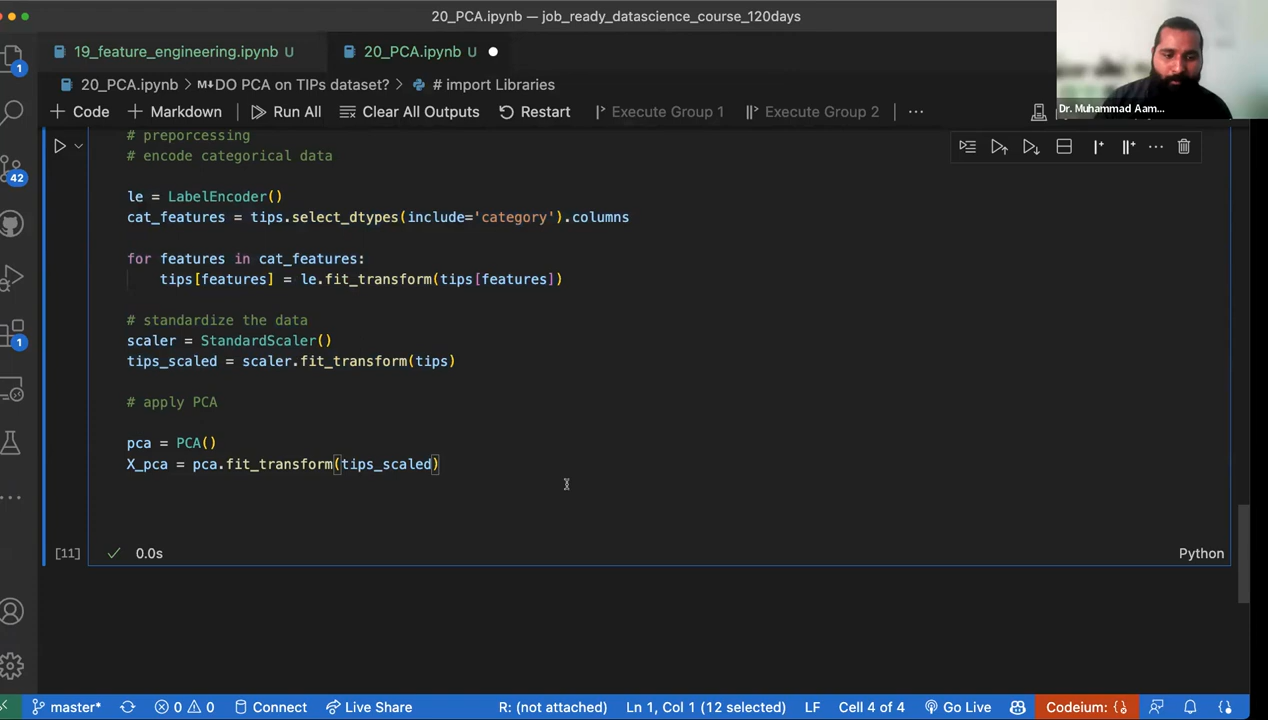 20_PCA.ipynb — job_ready_datascience_course_120days
19_feature_engineering.ipynb U
20_PCA.ipynb U
20_PCA.ipynb > M↓DO PCA on TIPs dataset? > # import Libraries
Code
Markdown
Run All
Clear All Outputs
Restart
Execute Group 1
Execute Group 2
Dr. Muhammad Aam...
# preporcessing
# encode categorical data
le = LabelEncoder()
cat_features = tips.select_dtypes(include='category').columns
for features in cat_features:
tips[features] = le.fit_transform(tips[features])
# standardize the data
scaler = StandardScaler()
tips_scaled = scaler.fit_transform(tips)
# apply PCA
pca = PCA()
X_pca = pca.fit_transform(tips_scaled)
[11]
0.0s
Python
1
42
1
master*
0
0
Connect
Live Share
R: (not attached)
Ln 1, Col 1 (12 selected)
LF
Cell 4 of 4
Go Live
Codeium: {}